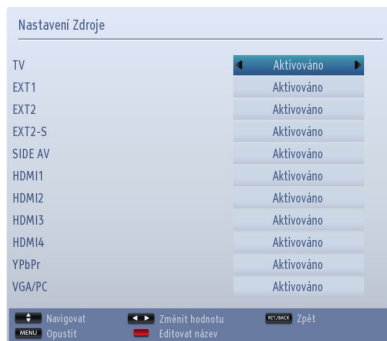 Nastavení Zdroje
TV Aktivováno
EXT1 Aktivováno
EXT2 Aktivováno
EXT2-S Aktivováno
SIDE AV Aktivováno
HDMI1 Aktivováno
HDMI2 Aktivováno
HDMI3 Aktivováno
HDMI4 Aktivováno
YPbPr Aktivováno
VGA/PC Aktivováno
Navigovat Změnit hodnotu RET./BACK Zpět
MENU Opustit Editovat název